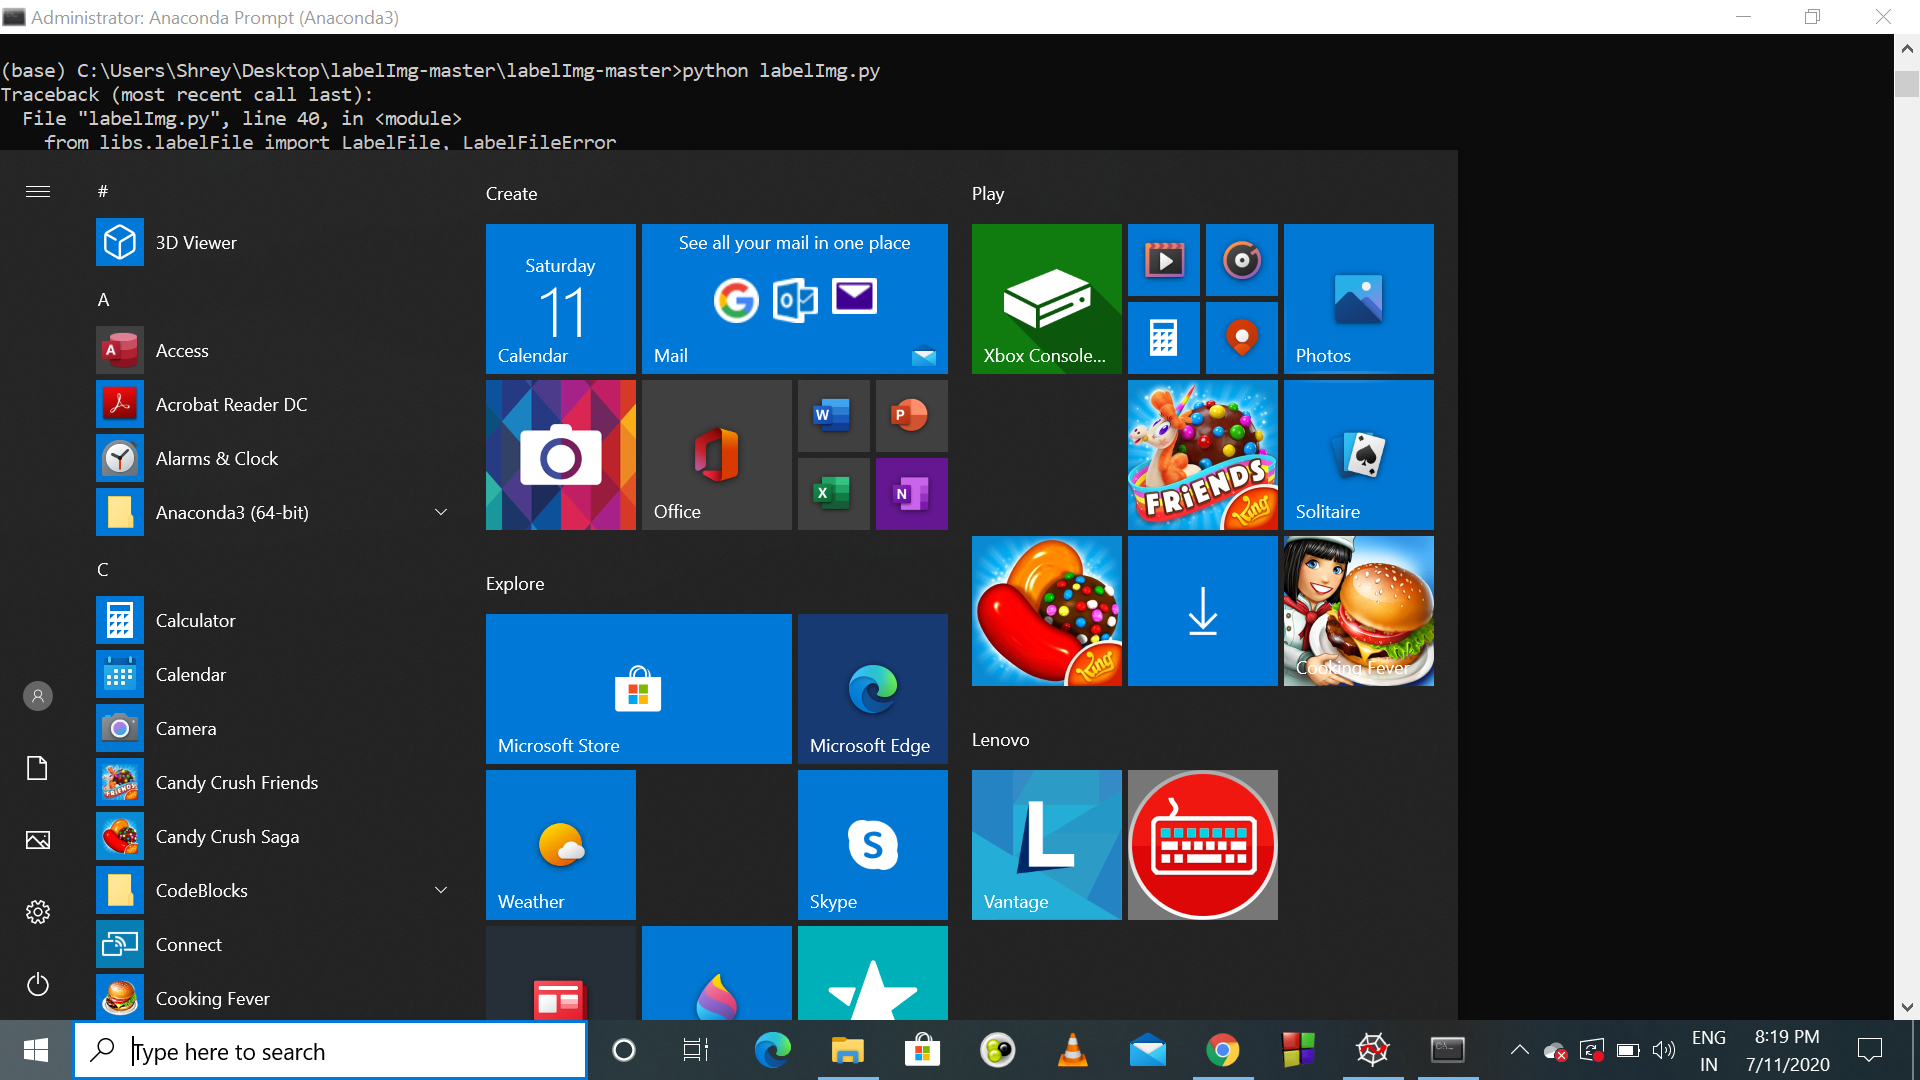 Administrator: Anaconda Prompt (Anaconda3)
(base) C:\Users\Shrey\Desktop\labelImg-master\labelImg-master>python labelImg.py
Traceback (most recent call last):
File "labelImg.py", line 40, in <module>
from libs.labelFile import LabelFile, LabelFileError
#
3D Viewer
A
Access
Acrobat Reader DC
Alarms & Clock
Anaconda3 (64-bit)
C
Calculator
Calendar
Camera
Candy Crush Friends
Candy Crush Saga
CodeBlocks
Connect
Cooking Fever
Create
Saturday
11
Calendar
See all your mail in one place
Mail
Office
Explore
Microsoft Store
Microsoft Edge
Weather
Skype
Play
Xbox Console...
Photos
FRIENDS
King
Solitaire
King
Cooking Fever
Lenovo
L
Vantage
Type here to search
ENG
IN
8:19 PM
7/11/2020